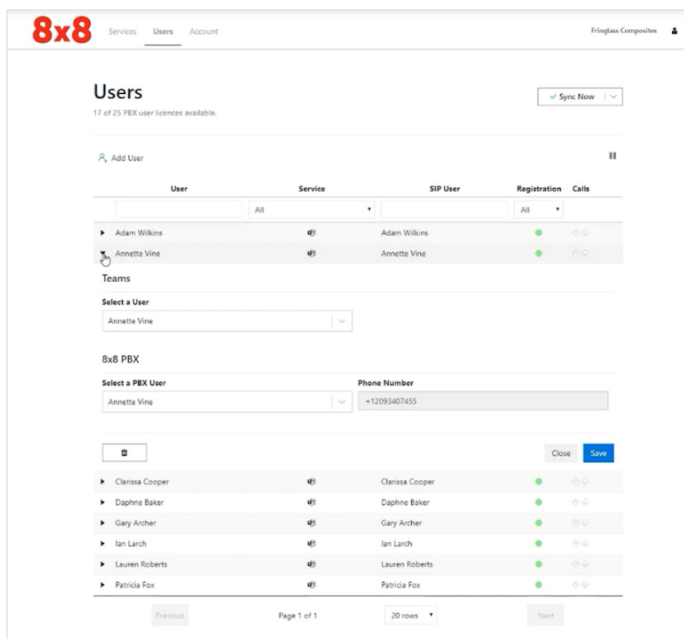 8x8 Services Users Account Fringlass Composites
Users
Sync Now
17 of 25 PBX user licences available.
Add User
User Service SIP User Registration Calls
All All
Adam Wilkins Adam Wilkins
Annette Vine Annette Vine
Teams
Select a User
Annette Vine
8x8 PBX
Select a PBX User Phone Number
Annette Vine +12093407455
Close Save
Clarissa Cooper Clarissa Cooper
Daphne Baker Daphne Baker
Gary Archer Gary Archer
Ian Larch Ian Larch
Lauren Roberts Lauren Roberts
Patricia Fox Patricia Fox
Previous Page 1 of 1 20 rows Next